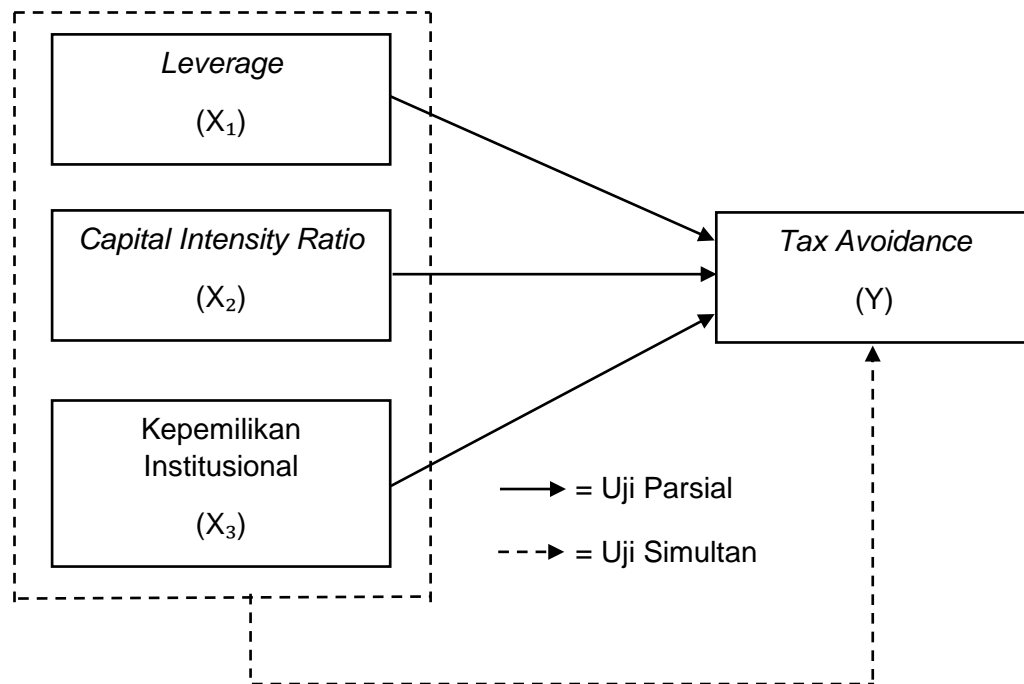 Leverage
(X₁)
Capital Intensity Ratio
(X₂)
Kepemilikan
Institusional
(X₃)
Tax Avoidance
(Y)
= Uji Parsial
= Uji Simultan